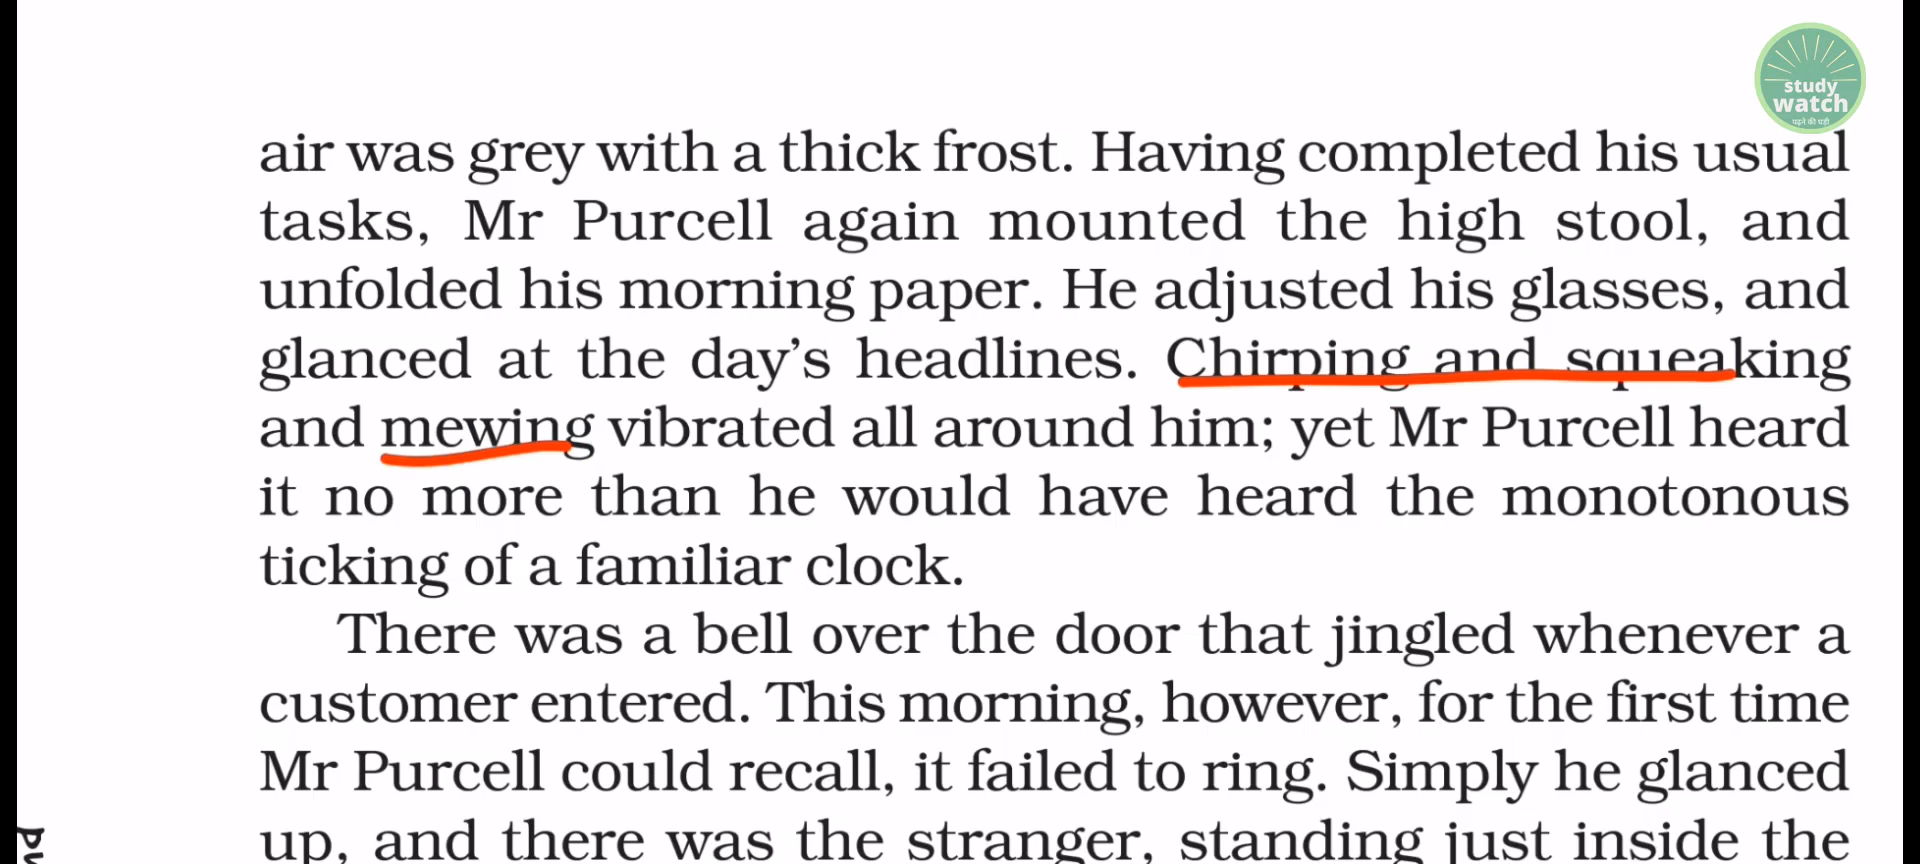 study
watch
पढ़ने की घड़ी
air was grey with a thick frost. Having completed his usual
tasks, Mr Purcell again mounted the high stool, and
unfolded his morning paper. He adjusted his glasses, and
glanced at the day’s headlines. Chirping and squeaking
and mewing vibrated all around him; yet Mr Purcell heard
it no more than he would have heard the monotonous
ticking of a familiar clock.
There was a bell over the door that jingled whenever a
customer entered. This morning, however, for the first time
Mr Purcell could recall, it failed to ring. Simply he glanced
up, and there was the stranger, standing just inside the